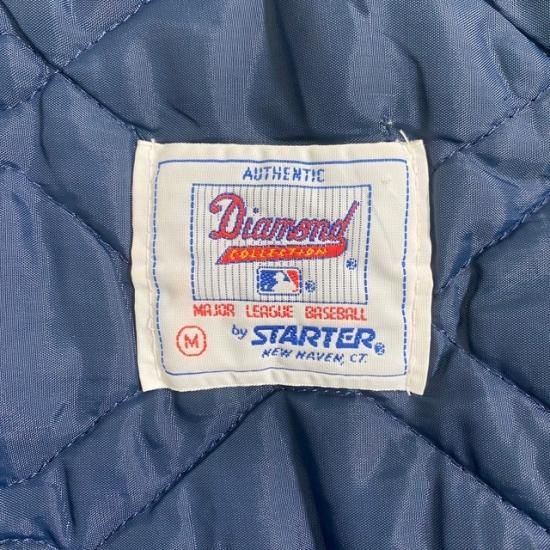 AUTHENTIC
Diamond
COLLECTION ®
®
MAJOR LEAGUE BASEBALL
M by STARTER®
NEW HAVEN, CT.